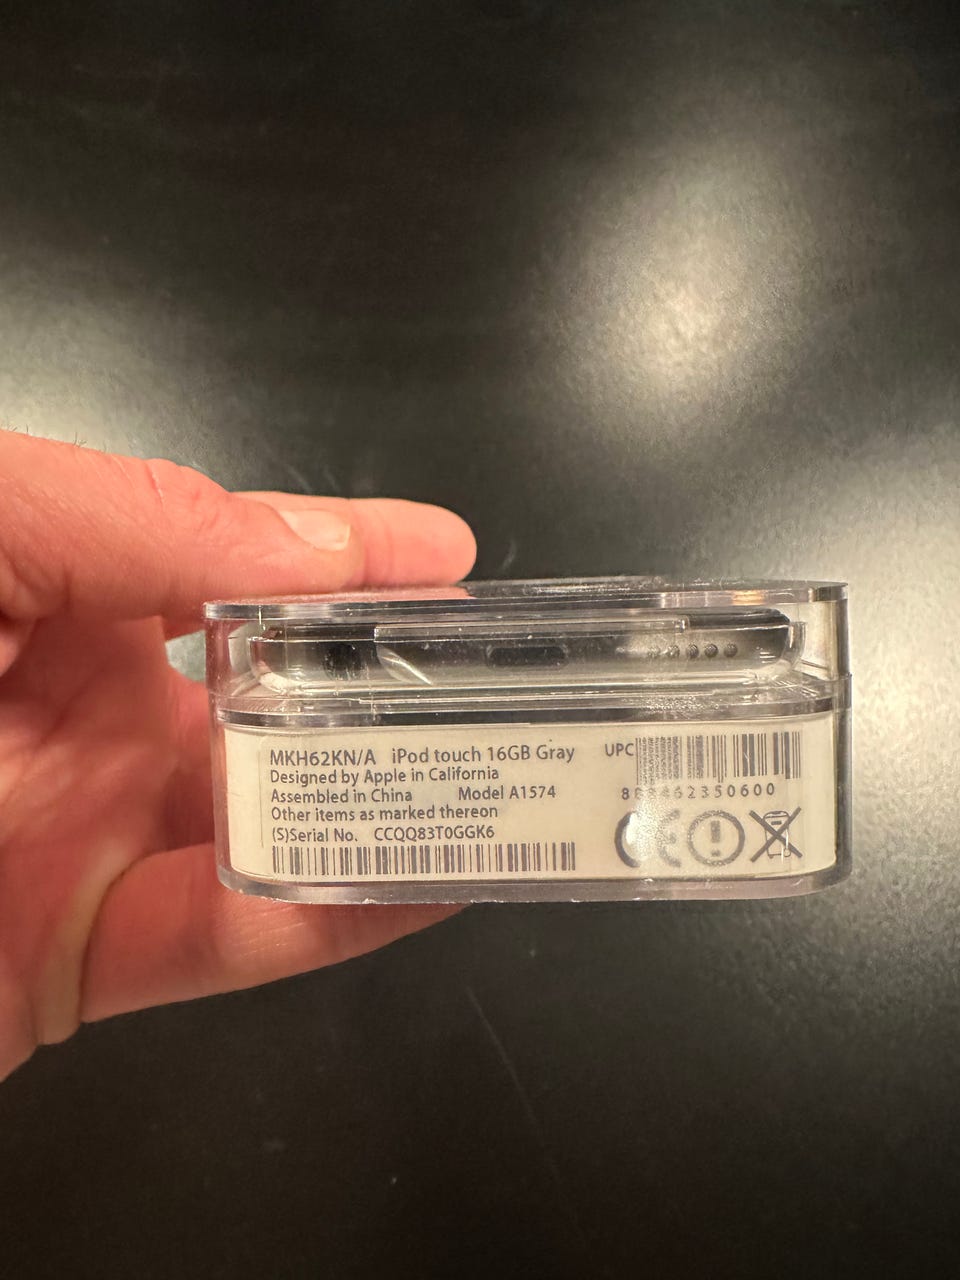 MKH62KN/A iPod touch 16GB Gray
Designed by Apple in California
Assembled in China Model A1574
Other items as marked thereon
(S)Serial No. CCQQ83T0GGK6
UPC
CE